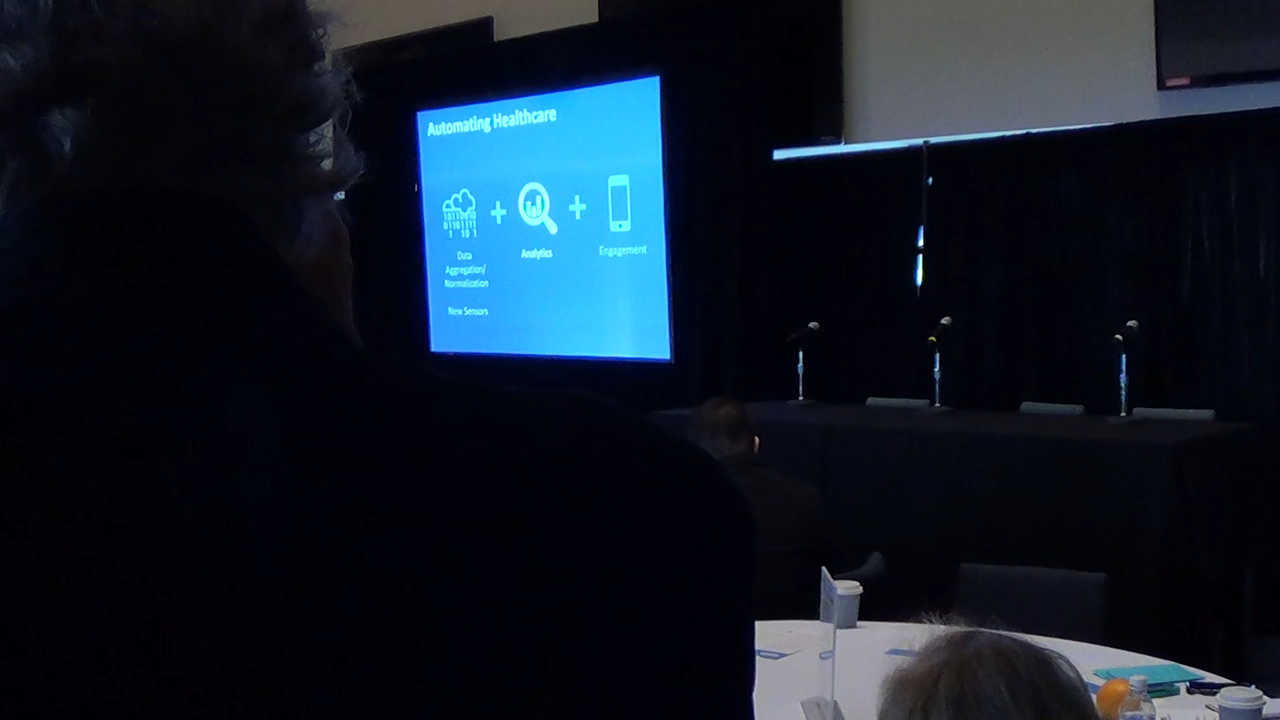 Automating Healthcare
Data
Aggregation/
Normalization
Analytics
Engagement
New Sensors